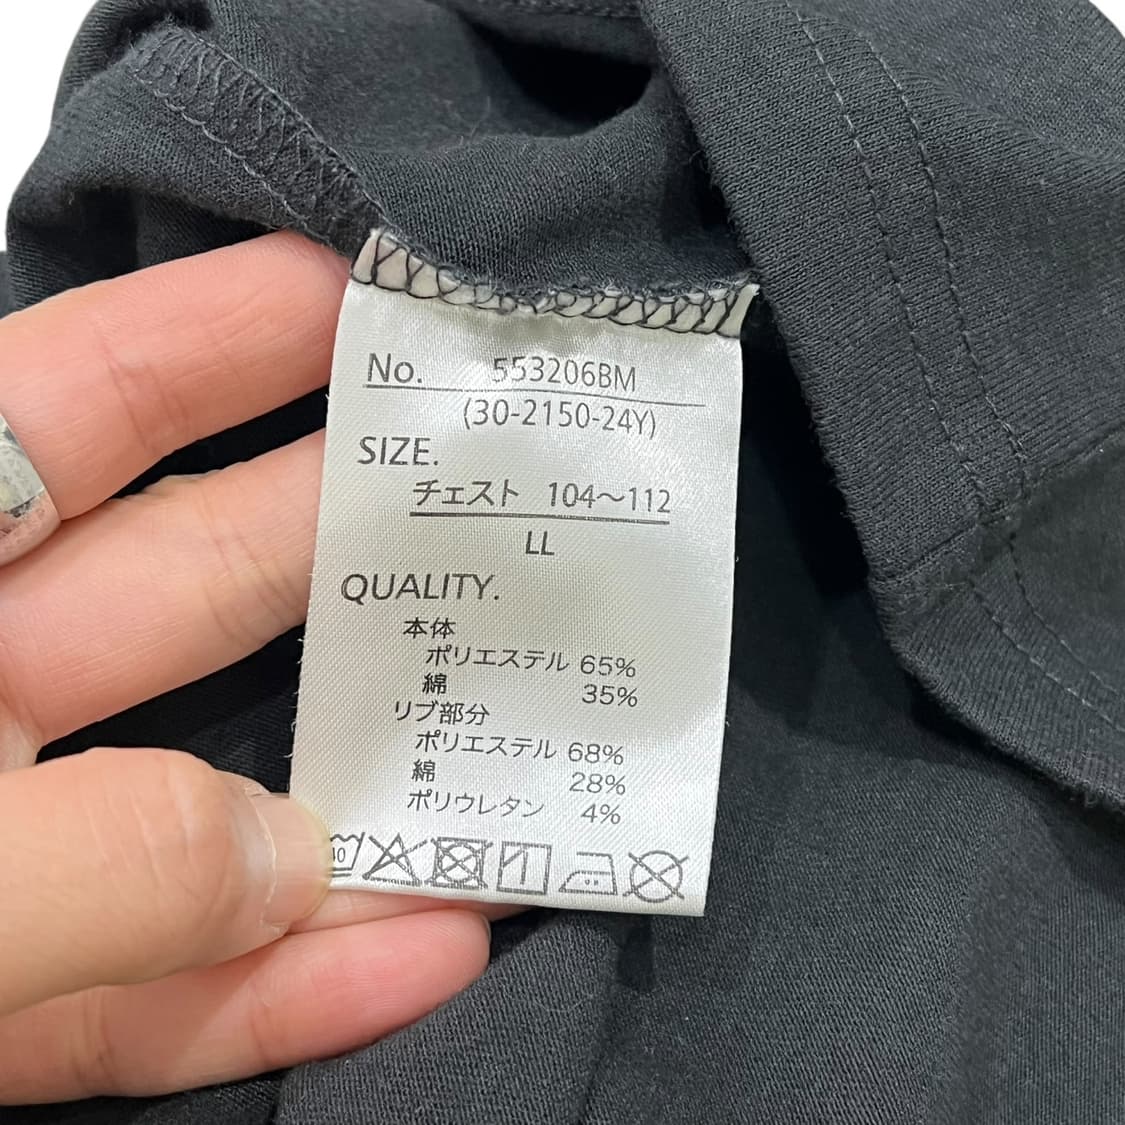 No. 553206BM
(30-2150-24Y)
SIZE.
チェスト 104～112
LL
QUALITY.
本体
ポリエステル 65%
綿 35%
リブ部分
ポリエステル 68%
綿 28%
ポリウレタン 4%
40